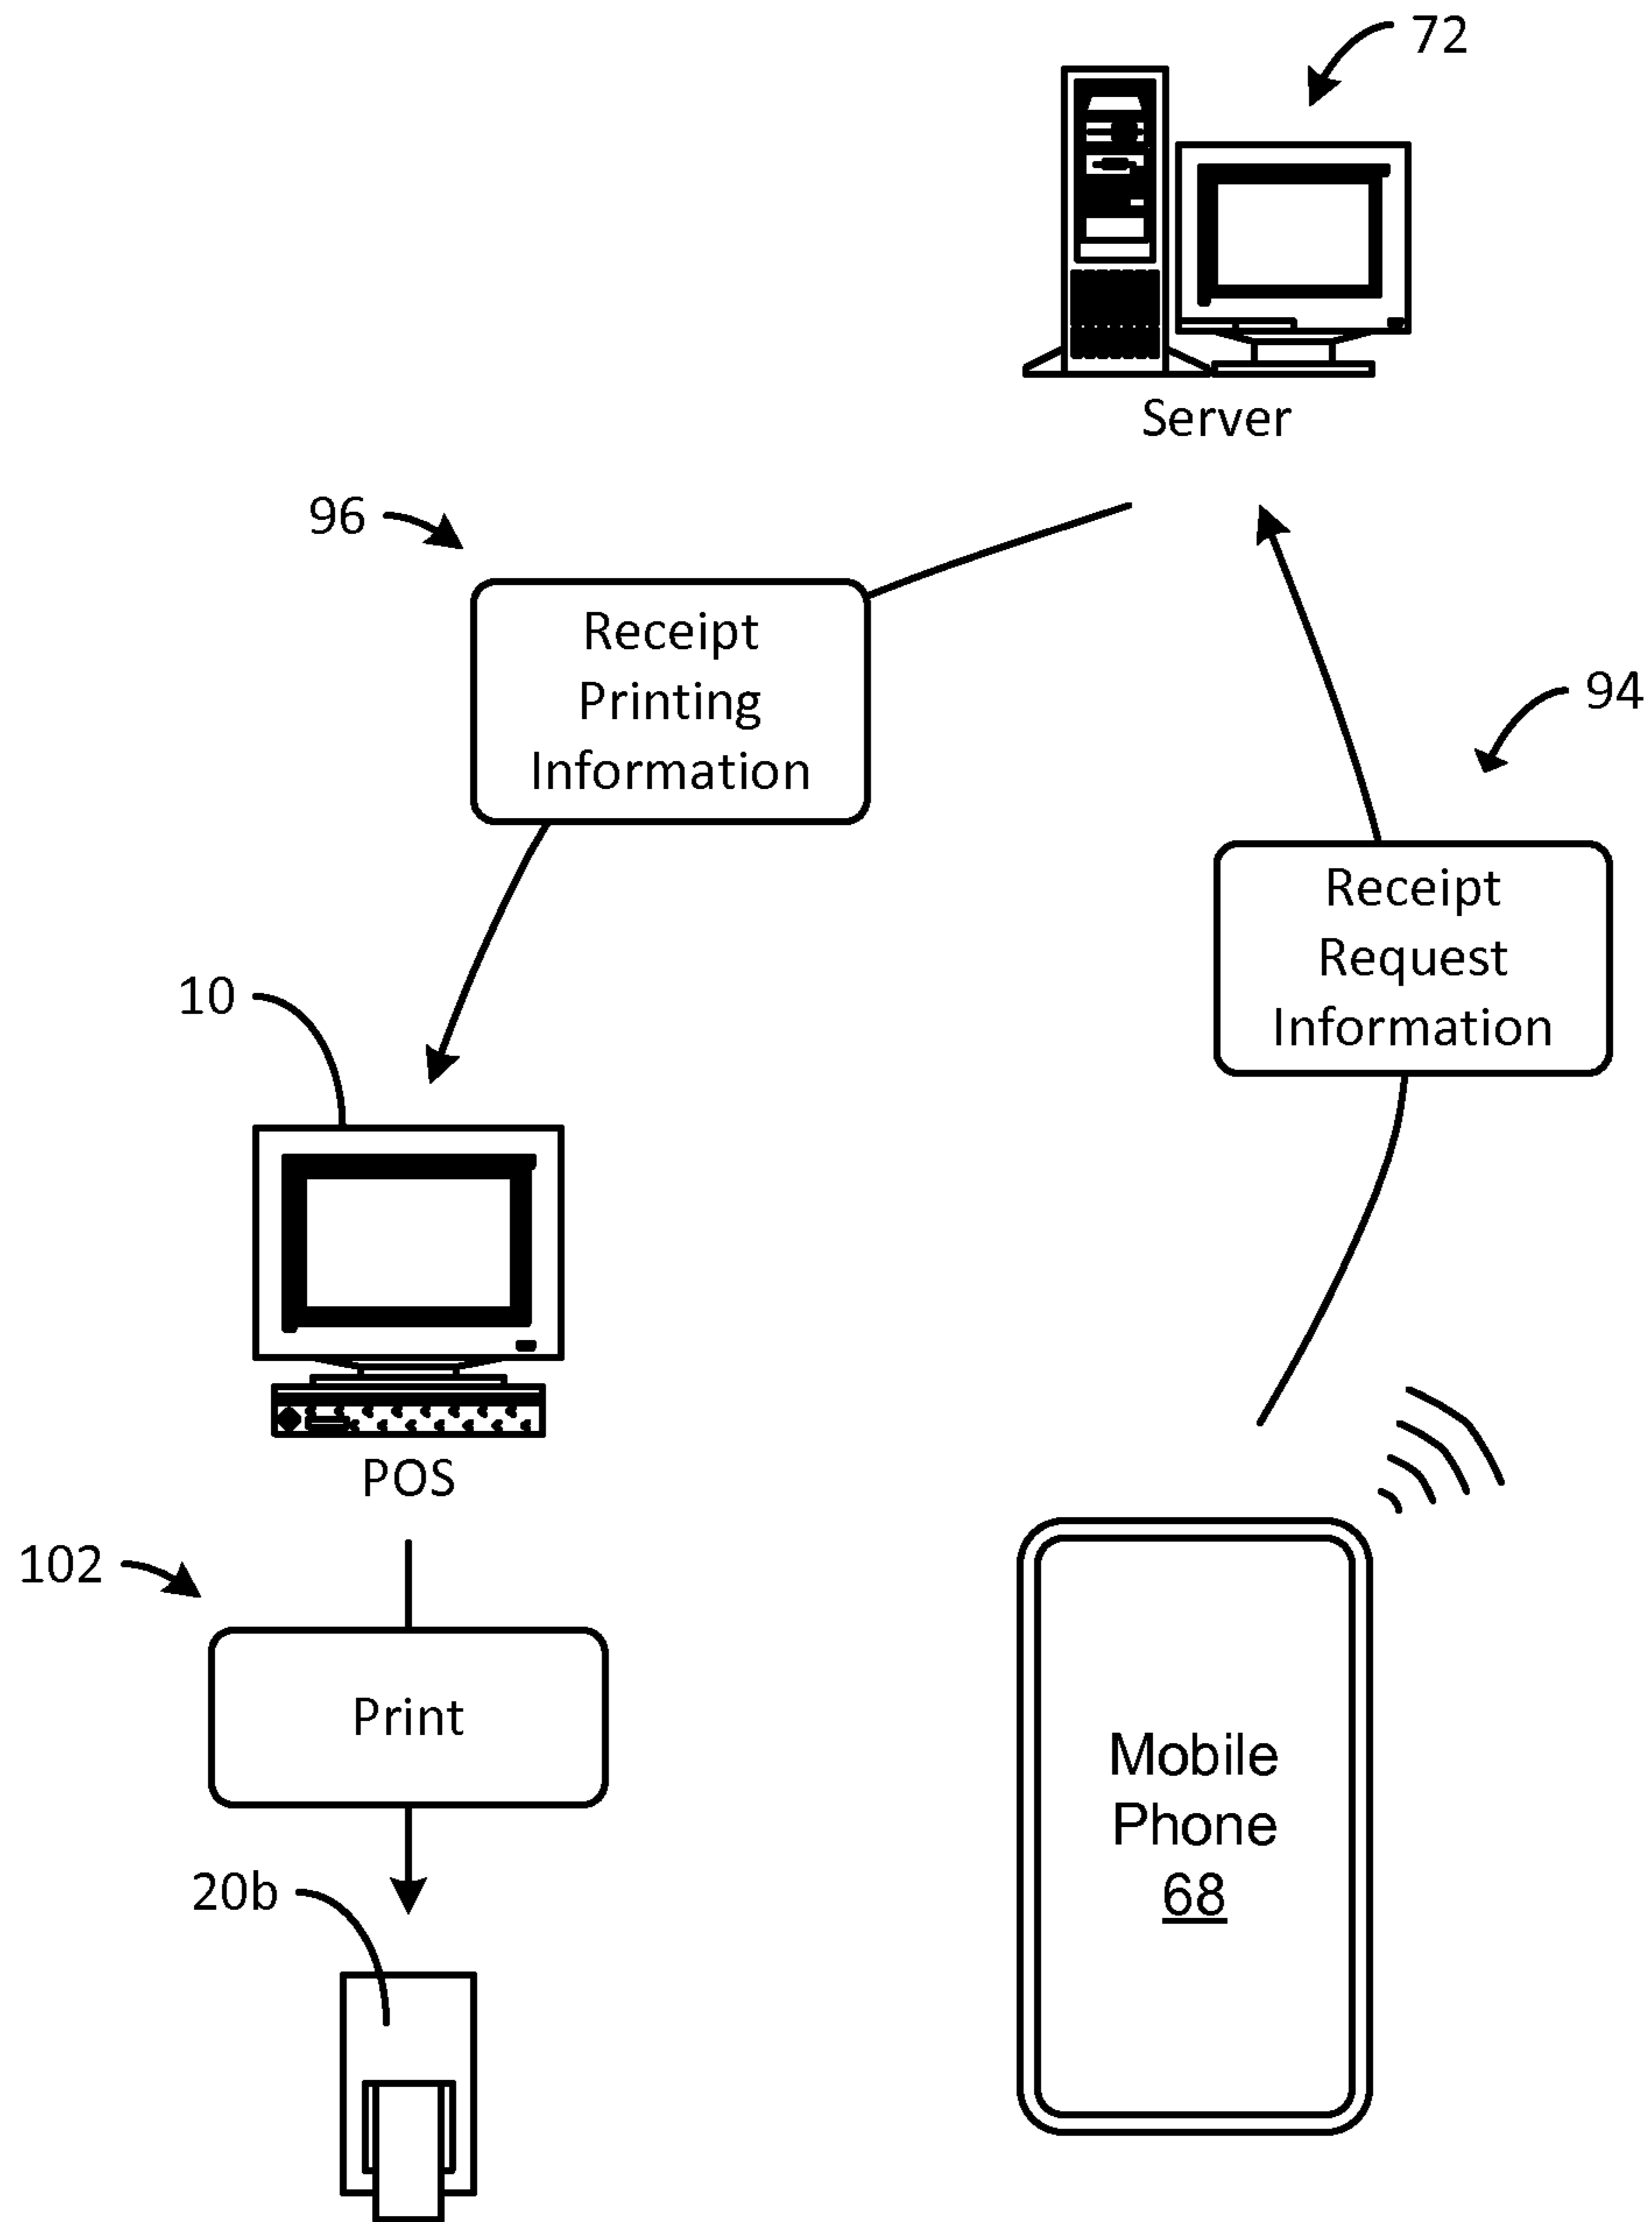 72
Server
96
Receipt
Printing
Information
94
Receipt
Request
Information
10
POS
102
Print
Mobile
Phone
68
20b